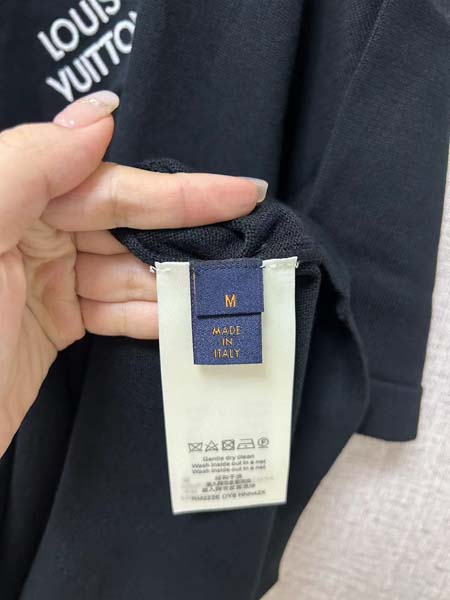 LOUIS
VUITTON
M
MADE
IN
ITALY
Gentle dry clean
Wash inside out in a net
Wash inside out in a net